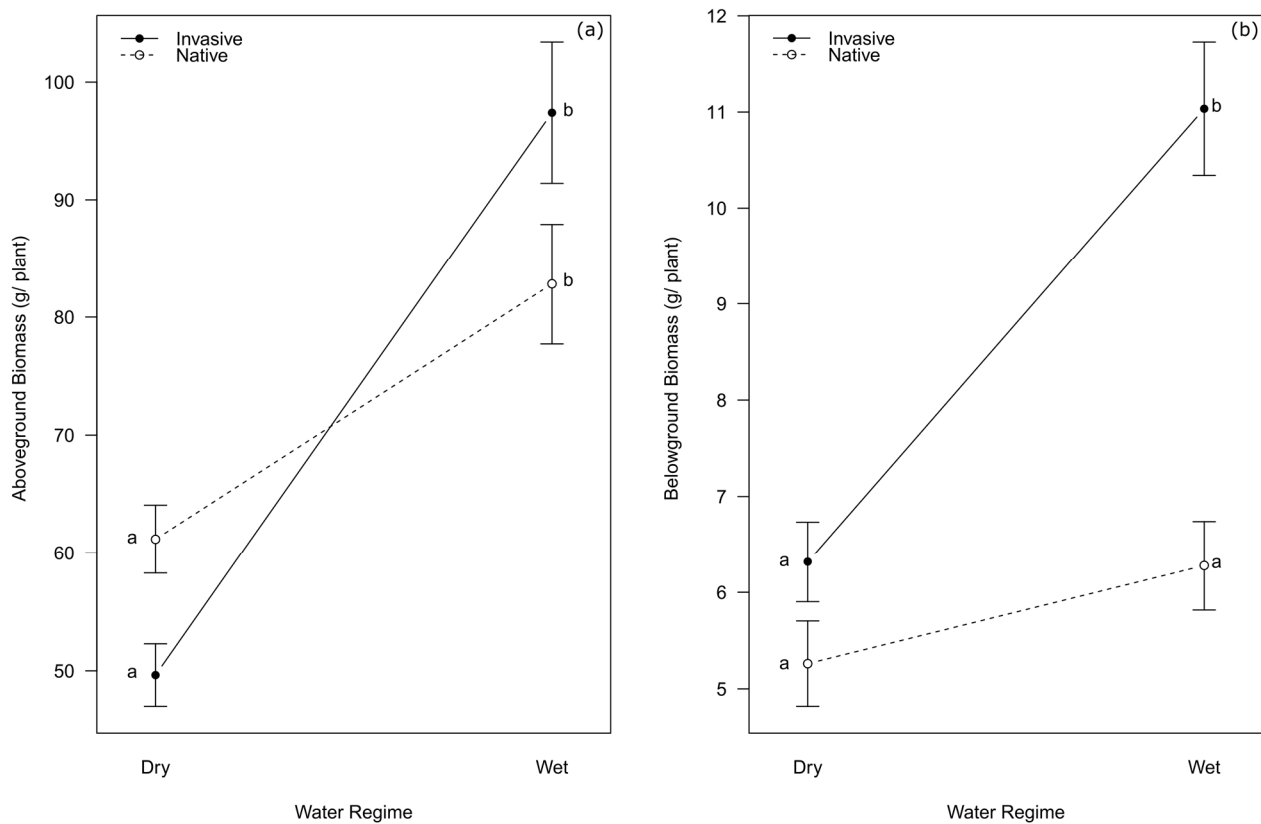 (a)
Invasive
Native
100
90
80
70
60
50
b
b
a
a
Aboveground Biomass (g/ plant)
Dry
Wet
Water Regime
(b)
Invasive
Native
12
11
10
9
8
7
6
5
b
a
a
a
Belowground Biomass (g/ plant)
Dry
Wet
Water Regime